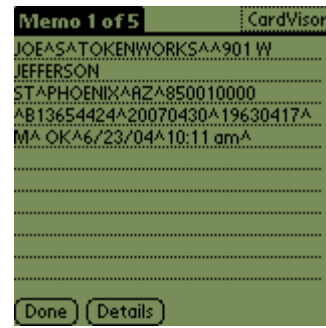 Memo 1 of 5 CardVisor
JOE^S^TOKENWORKS^^901 W
JEFFERSON
ST^PHOENIX^AZ^850010000
^B13654424^20070430^19630417^
M^ OK^6/23/04^10:11 am^
Done Details